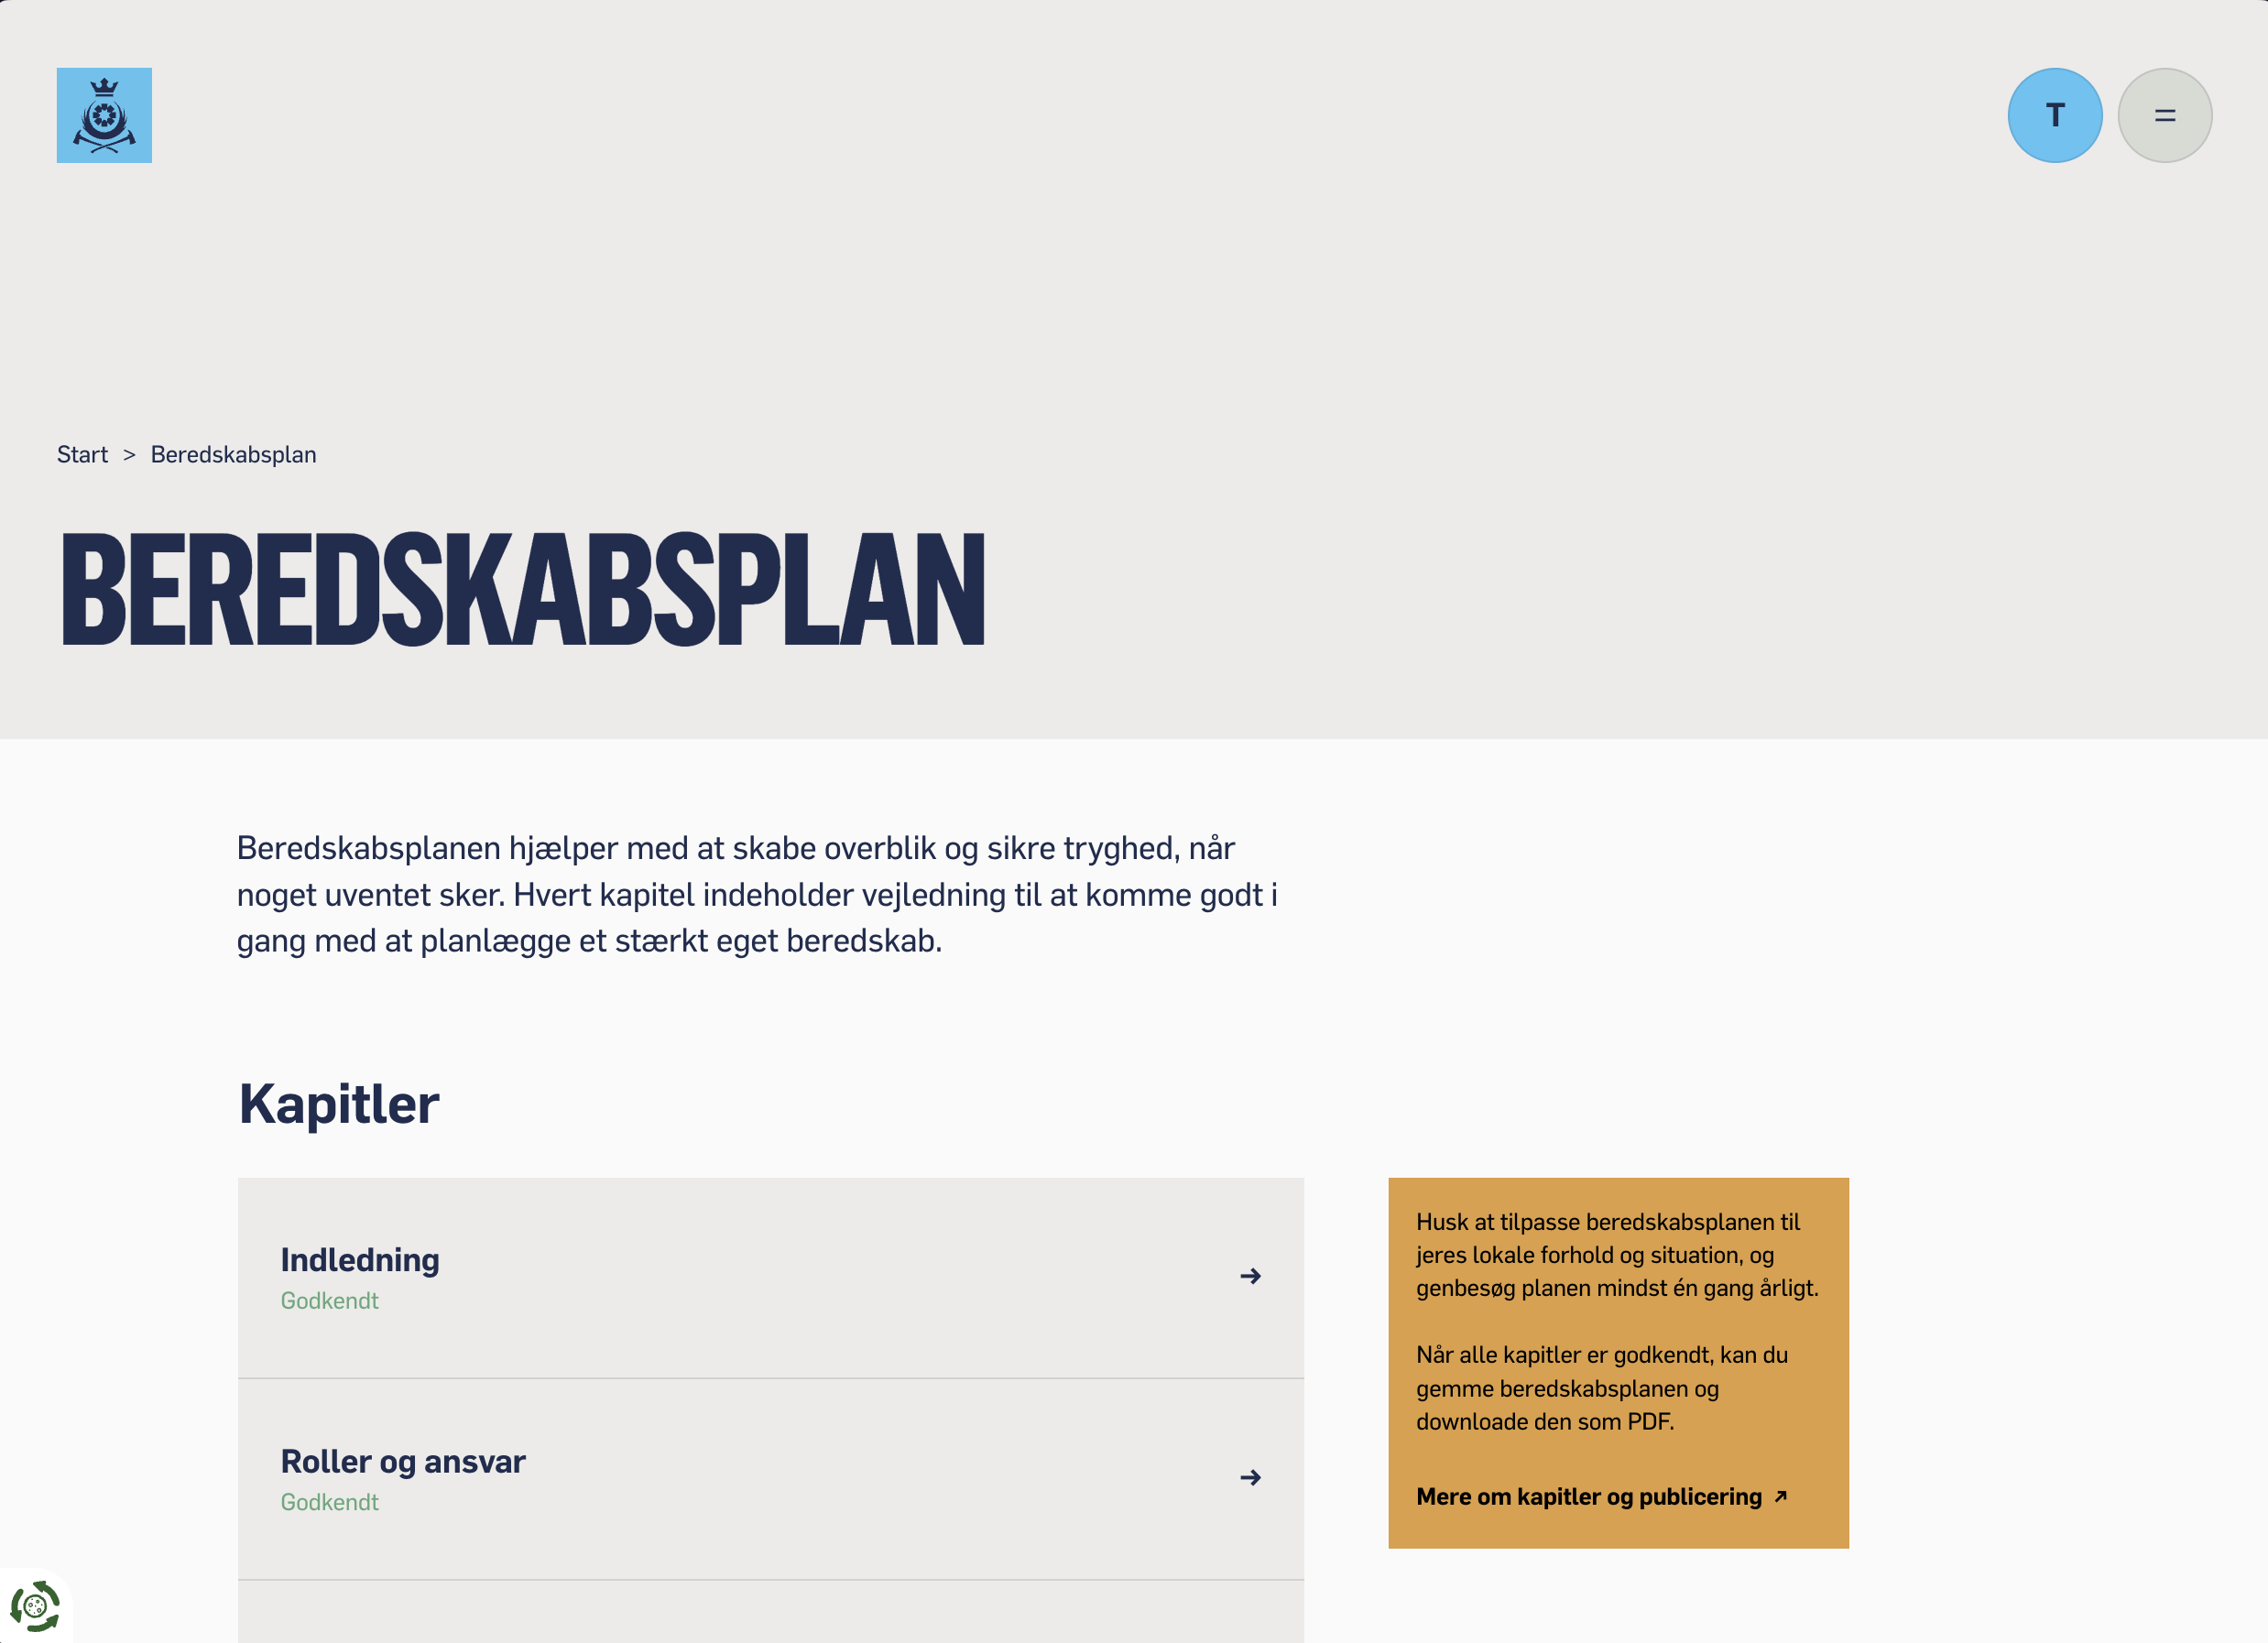 T
Start > Beredskabsplan
BEREDSKABSPLAN
Beredskabsplanen hjælper med at skabe overblik og sikre tryghed, når
noget uventet sker. Hvert kapitel indeholder vejledning til at komme godt i
gang med at planlægge et stærkt eget beredskab.
Kapitler
Indledning
Godkendt
Roller og ansvar
Godkendt
Husk at tilpasse beredskabsplanen til
jeres lokale forhold og situation, og
genbesøg planen mindst én gang årligt.
Når alle kapitler er godkendt, kan du
gemme beredskabsplanen og
downloade den som PDF.
Mere om kapitler og publicering